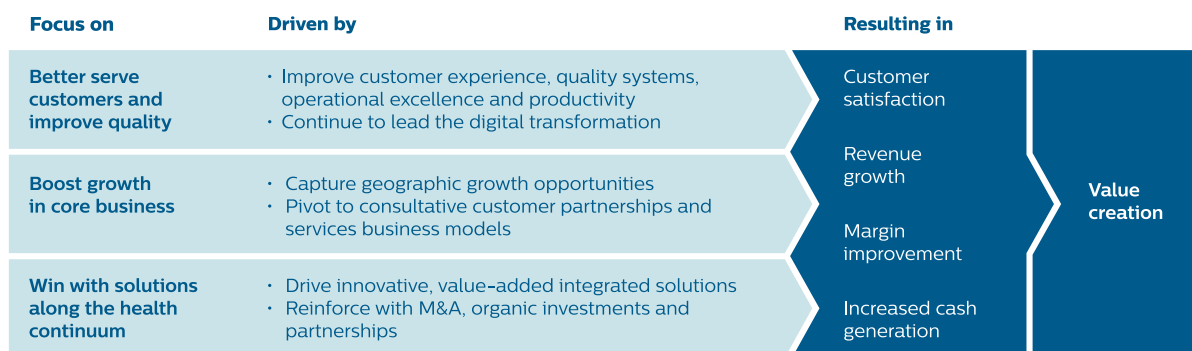 Focus on
Driven by
Resulting in
Better serve
customers and
improve quality
• Improve customer experience, quality systems,
operational excellence and productivity
• Continue to lead the digital transformation
Boost growth
in core business
• Capture geographic growth opportunities
• Pivot to consultative customer partnerships and
services business models
Win with solutions
along the health
continuum
• Drive innovative, value-added integrated solutions
• Reinforce with M&A, organic investments and
partnerships
Customer
satisfaction
Revenue
growth
Margin
improvement
Increased cash
generation
Value
creation